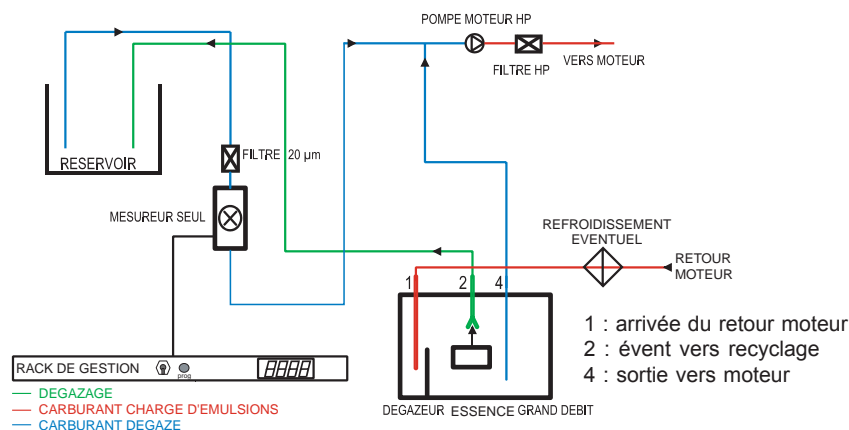 POMPE MOTEUR HP
FILTRE HP
VERS MOTEUR
RESERVOIR
FILTRE 20 µm
MESUREUR SEUL
REFROIDISSEMENT
EVENTUEL
RETOUR
MOTEUR
1
2
4
1 : arrivée du retour moteur
2 : évent vers recyclage
4 : sortie vers moteur
RACK DE GESTION
prog
8888
DEGAZEUR ESSENCE GRAND DEBIT
DEGAZAGE
CARBURANT CHARGE D'EMULSIONS
CARBURANT DEGAZE